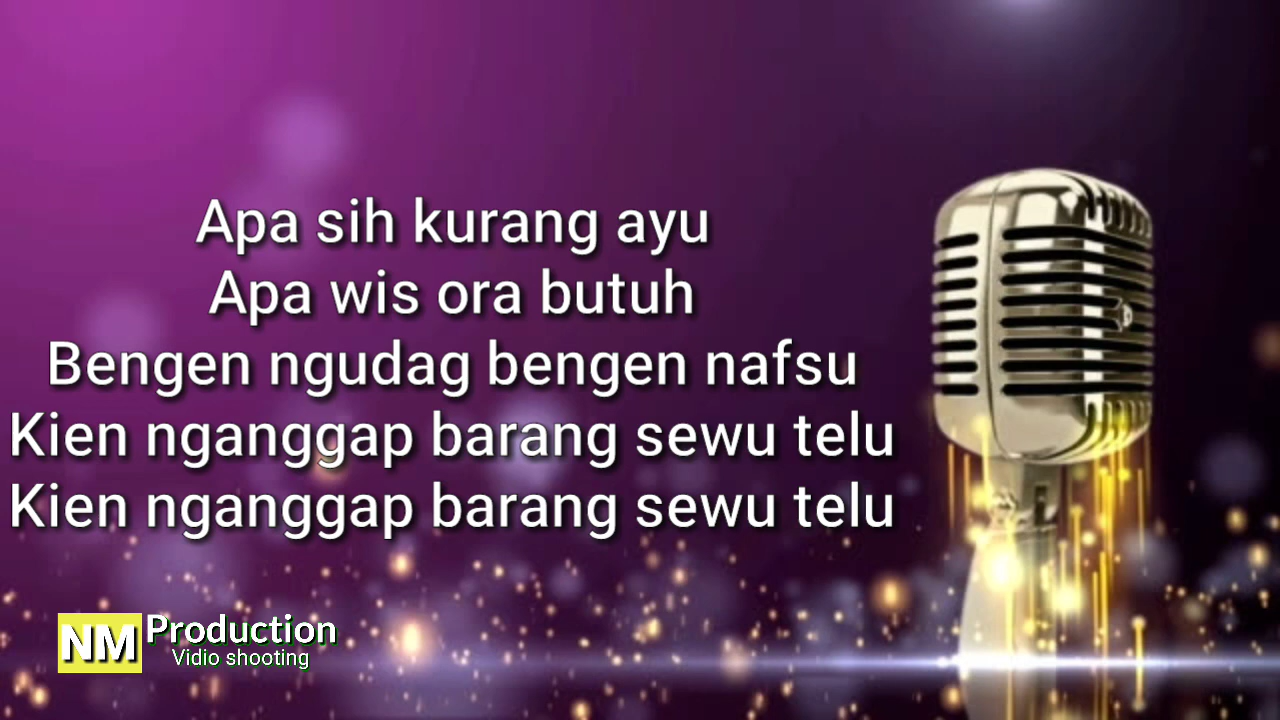 Apa sih kurang ayu
Apa wis ora butuh
Bengen ngudag bengen nafsu
Kien nganggap barang sewu telu
Kien nganggap barang sewu telu
NM Production
Vidio shooting